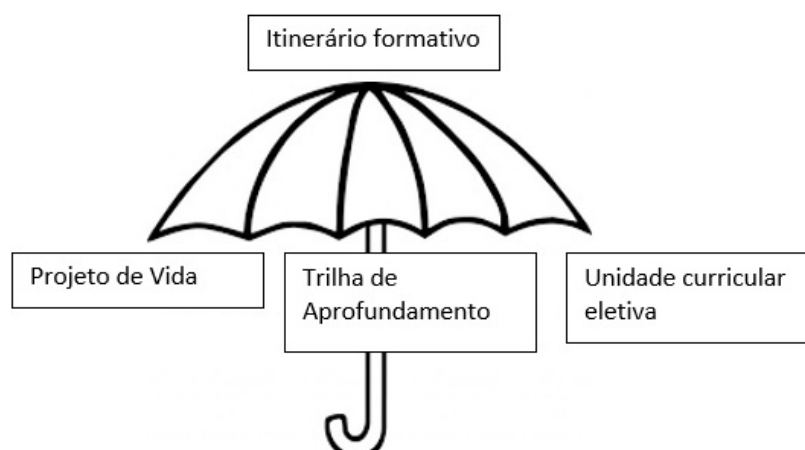 Itinerário formativo
Projeto de Vida
Trilha de
Aprofundamento
Unidade curricular
eletiva